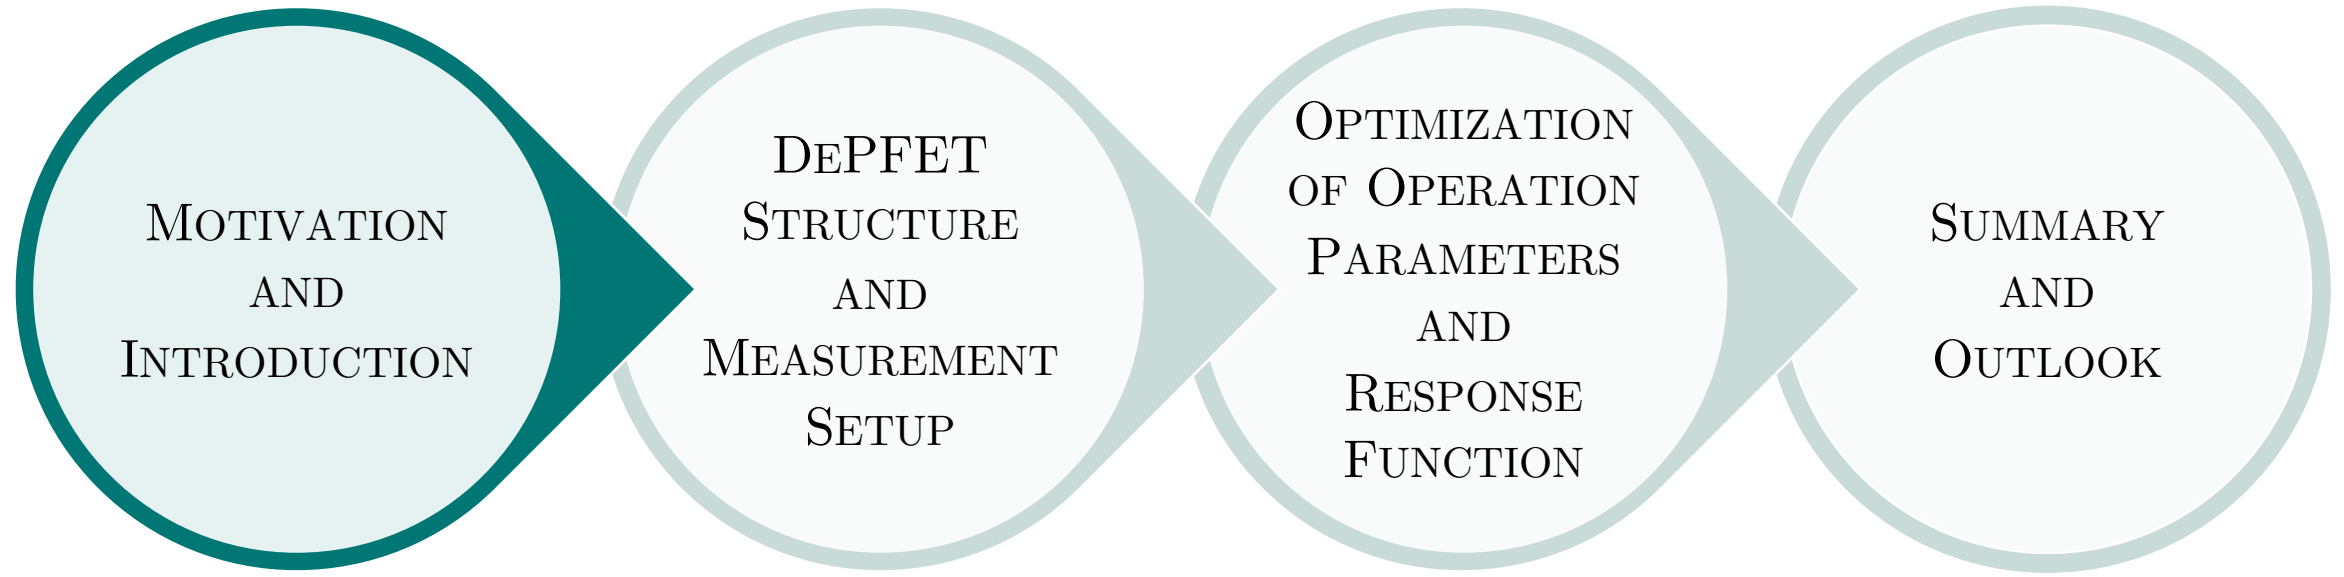 Motivation
and
Introduction
DePFET
Structure
and
Measurement
Setup
Optimization
of Operation
Parameters
and
Response
Function
Summary
and
Outlook